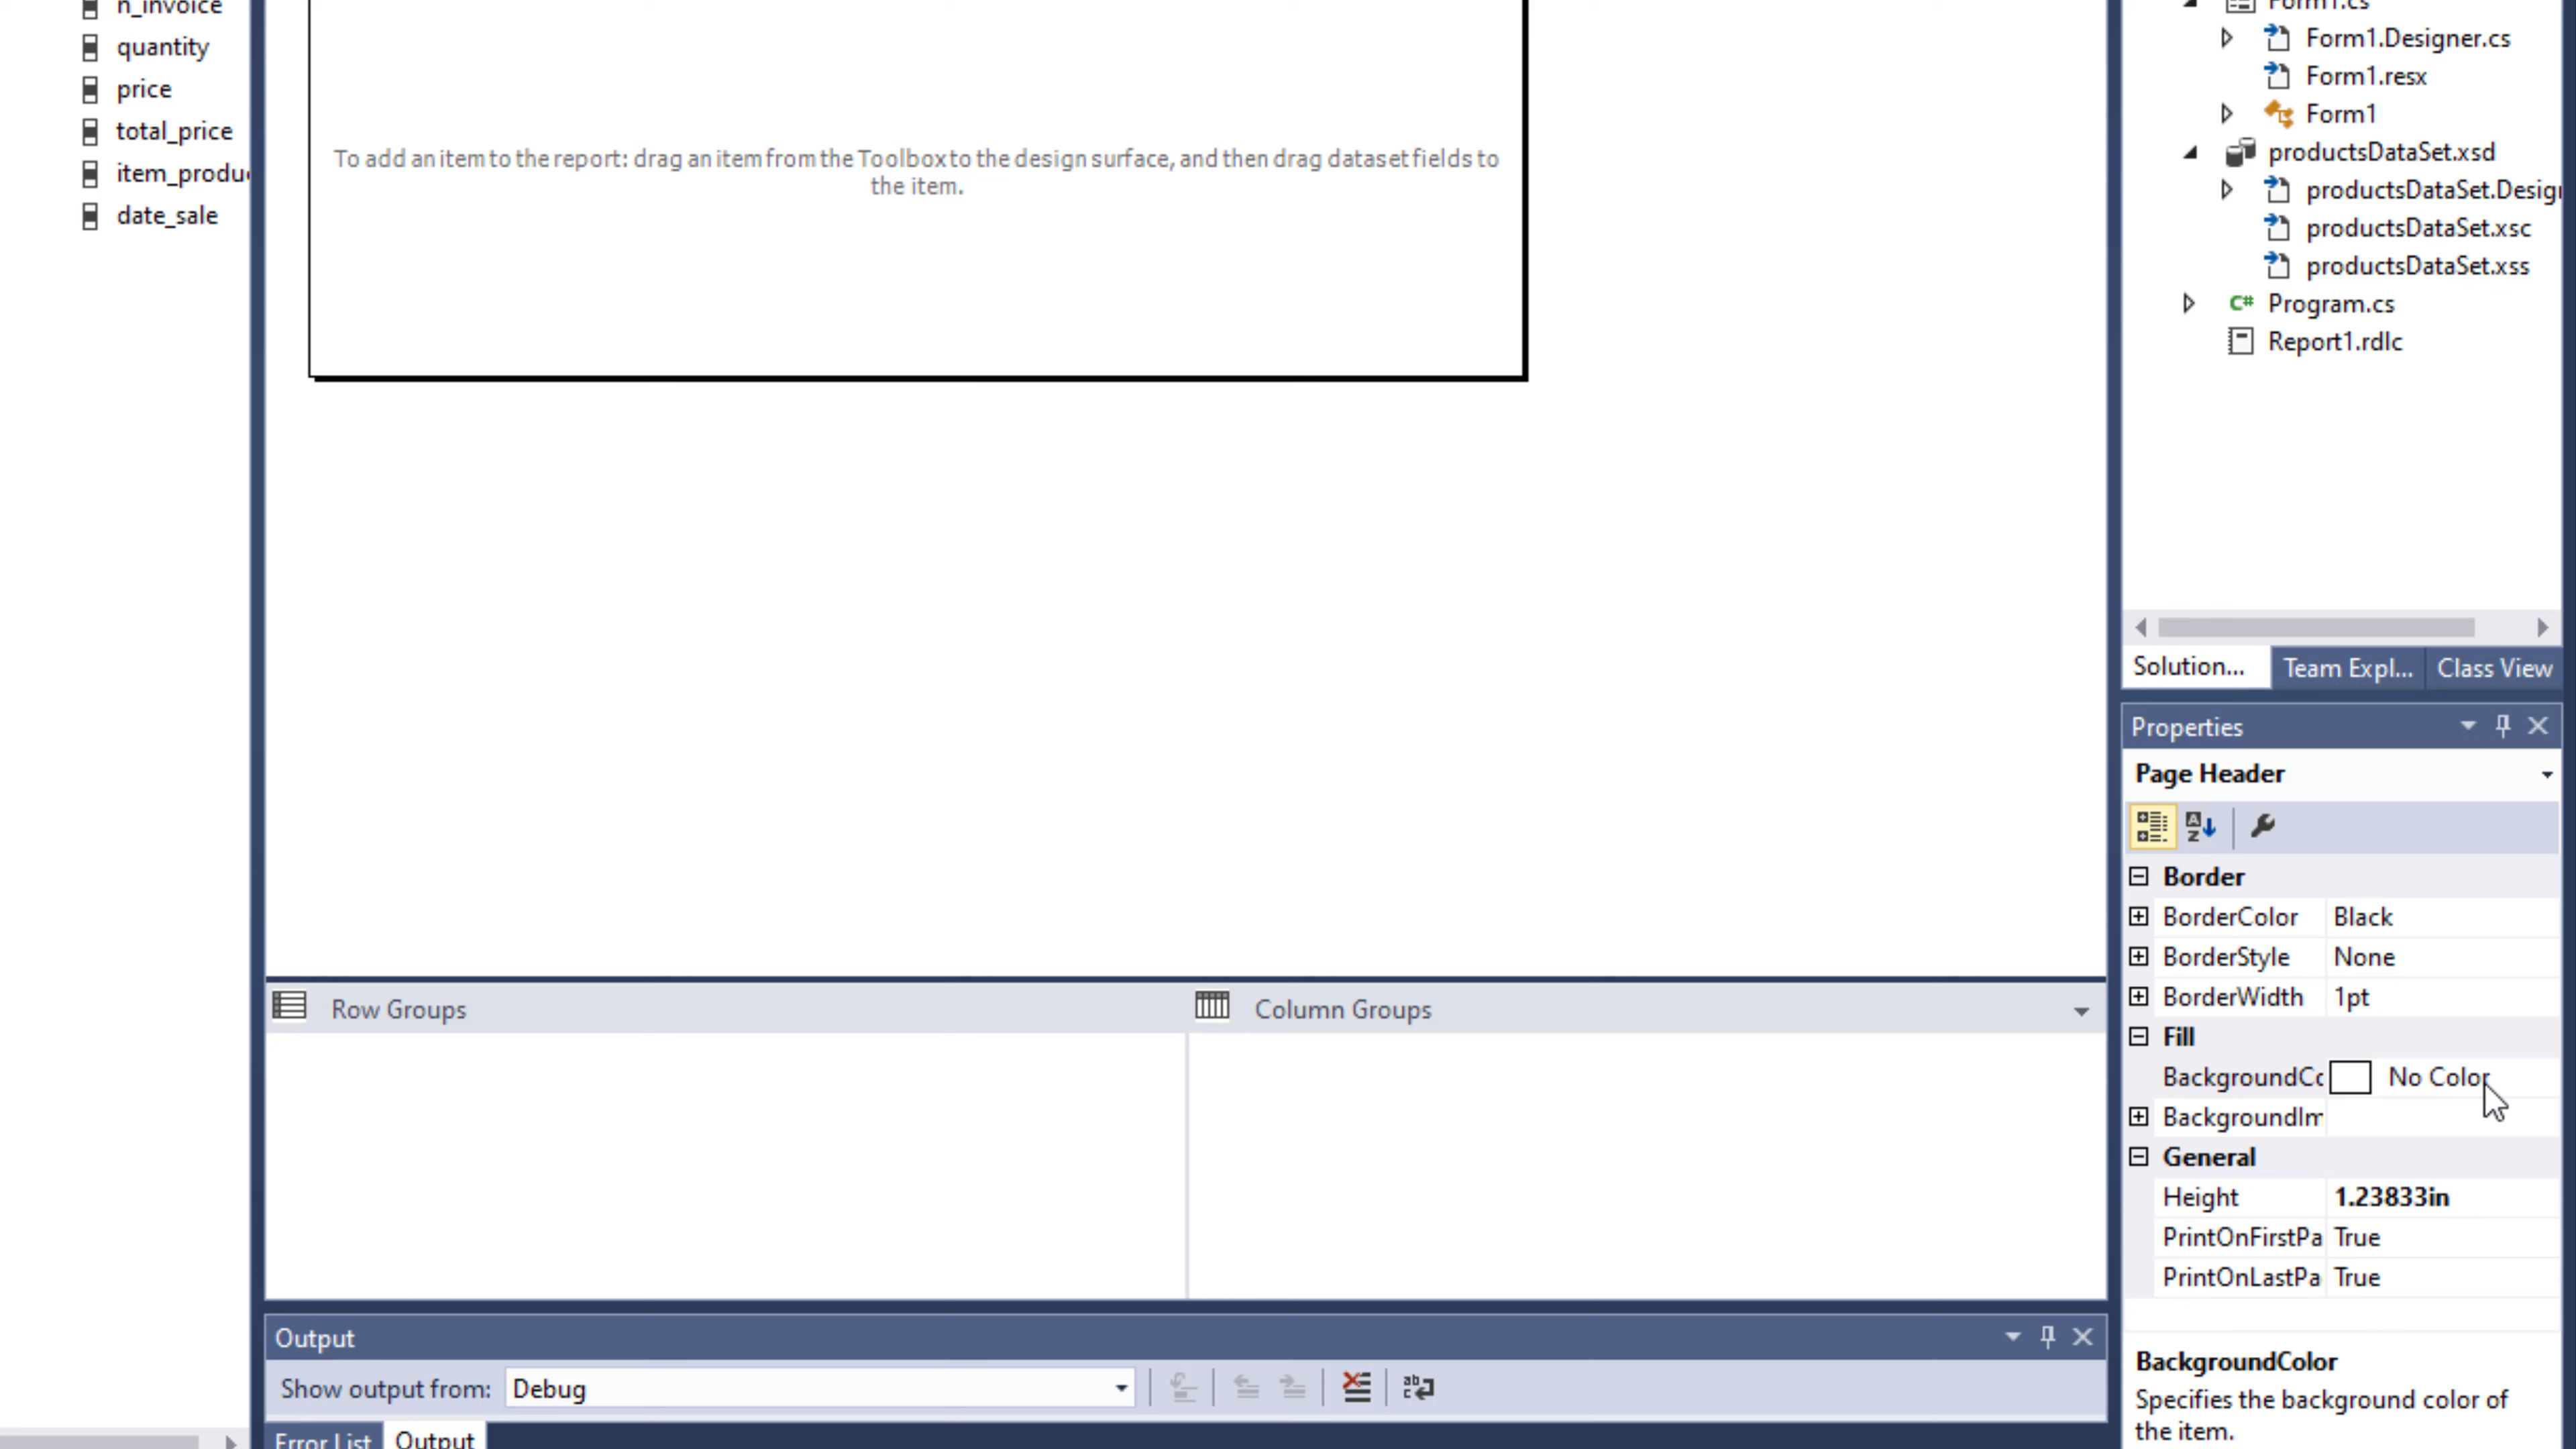 n_invoice
quantity
price
total_price
item_produ
date_sale
To add an item to the report: drag an item from the Toolbox to the design surface, and then drag dataset fields to
the item.
Form1.cs
Form1.Designer.cs
Form1.resx
Form1
productsDataSet.xsd
productsDataSet.Desig
productsDataSet.xsc
productsDataSet.xss
C# Program.cs
Report1.rdlc
Solution... Team Expl... Class View
Properties
Page Header
Border
BorderColor Black
BorderStyle None
BorderWidth 1pt
Fill
BackgroundCo No Color
BackgroundIm
General
Height 1.23833in
PrintOnFirstPa True
PrintOnLastPa True
BackgroundColor
Specifies the background color of
the item.
Row Groups
Column Groups
Output
Show output from: Debug
Error List Output